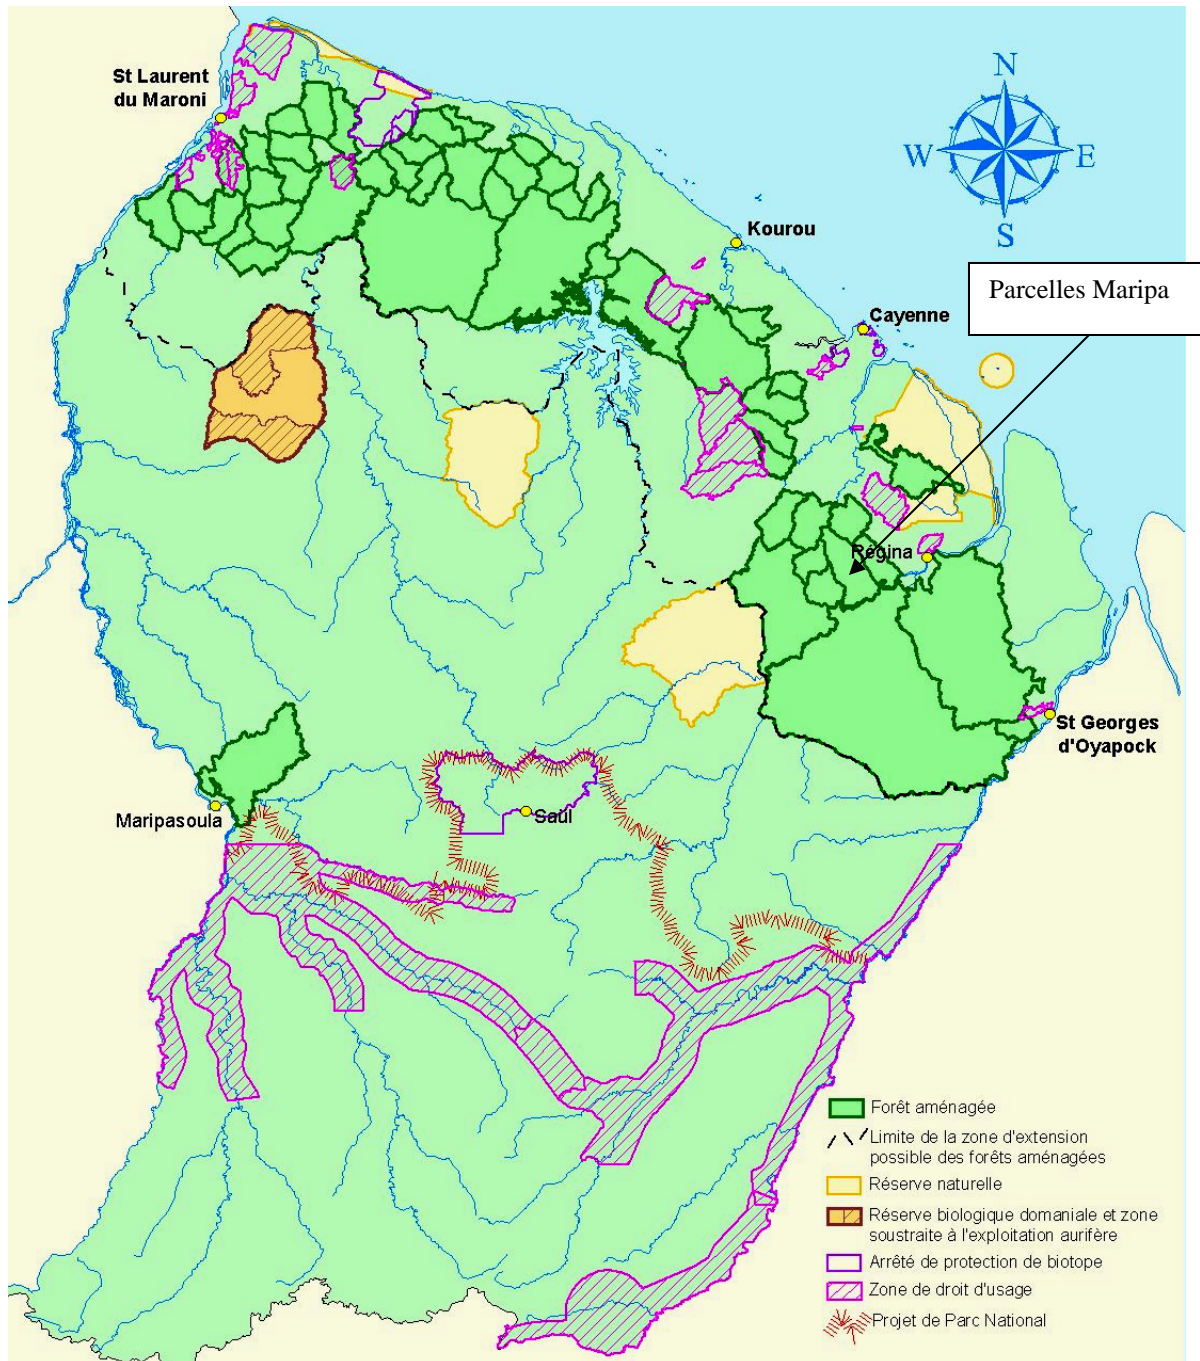 St Laurent
du Maroni
N
W
E
S
Kourou
Parcelles Maripa
Cayenne
Régina
St Georges
d'Oyapock
Maripasoula
Saül
Forêt aménagée
Limite de la zone d'extension
possible des forêts aménagées
Réserve naturelle
Réserve biologique domaniale et zone
soustraite à l'exploitation aurifère
Arrêté de protection de biotope
Zone de droit d'usage
Projet de Parc National